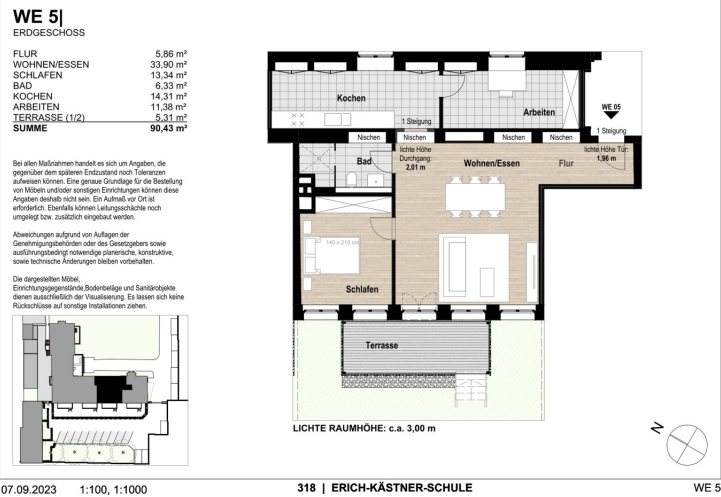 WE 5|
ERDGESCHOSS
FLUR 5,86 m²
WOHNEN/ESSEN 33,90 m²
SCHLAFEN 13,34 m²
BAD 6,33 m²
KOCHEN 14,31 m²
ARBEITEN 11,38 m²
TERRASSE (1/2) 5,31 m²
SUMME 90,43 m²
Bei allen Maßnahmen handelt es sich um Angaben, die
gegenüber dem späteren Endzustand noch Toleranzen
aufweisen können. Eine genaue Grundlage für die Bestellung
von Möbeln und/oder sonstigen Einrichtungen können diese
Angaben deshalb nicht sein. Ein Aufmaß vor Ort ist
erforderlich. Ebenfalls können Leitungsschächte noch
umgelegt bzw. zusätzlich eingebaut werden.
Abweichungen aufgrund von Auflagen der
Genehmigungsbehörden oder des Gesetzgebers sowie
ausführungsbedingt notwendige planerische, konstruktive,
sowie technische Änderungen bleiben vorbehalten.
Die dargestellten Möbel,
Einrichtungsgegenstände,Bodenbeläge und Sanitärobjekte
dienen ausschließlich der Visualisierung. Es lassen sich keine
Rückschlüsse auf sonstige Installationen ziehen.
Kochen
Arbeiten
WE 05
1 Steigung
1 Steigung
Nischen
Nischen
Nischen
Nischen
lichte Höhe
Durchgang:
2,01 m
lichte Höhe Tür:
1,96 m
Bad
Wohnen/Essen
Flur
140 x 210 cm
Schlafen
Terrasse
LICHTE RAUMHÖHE: c.a. 3,00 m
N
07.09.2023 1:100, 1:1000
318 | ERICH-KÄSTNER-SCHULE
WE 5